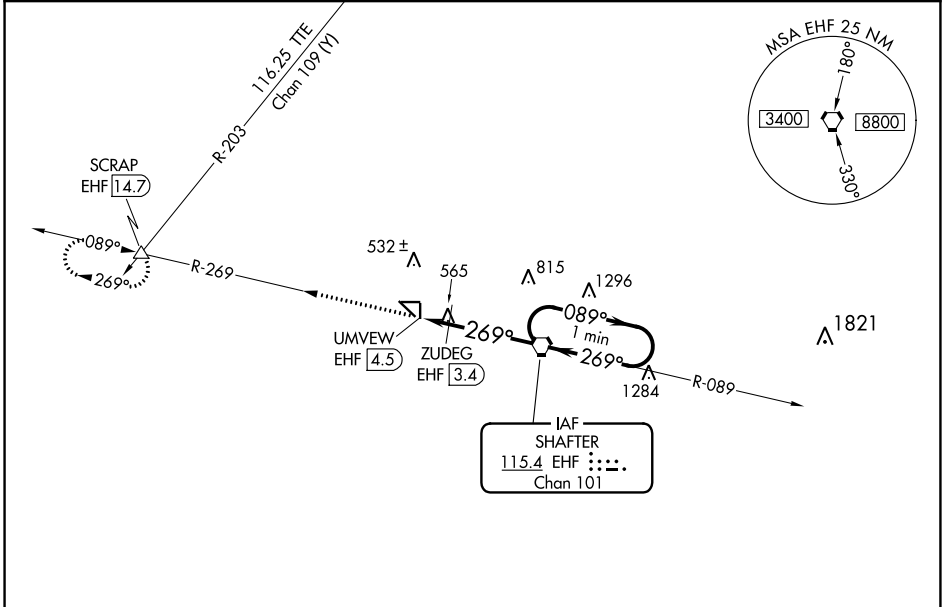 116.25 TTE
Chan 109 (Y)
R-203
MSA EHF 25 NM
180°
3400
8800
330°
SCRAP
EHF 14.7
089°
269°
R-269
532 ±
565
815
1296
1821
089°
1 min
269°
269°
UMVEW
EHF 4.5
ZUDEG
EHF 3.4
1284
R-089
IAF
SHAFTER
115.4 EHF
Chan 101